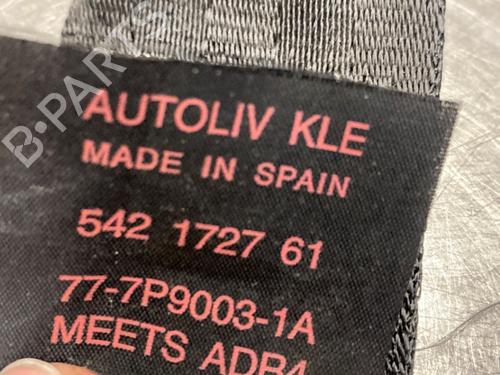 AUTOLIV KLE
MADE IN SPAIN
542 1727 61
77-7P9003-1A
MEETS ADR4
B-PARTS